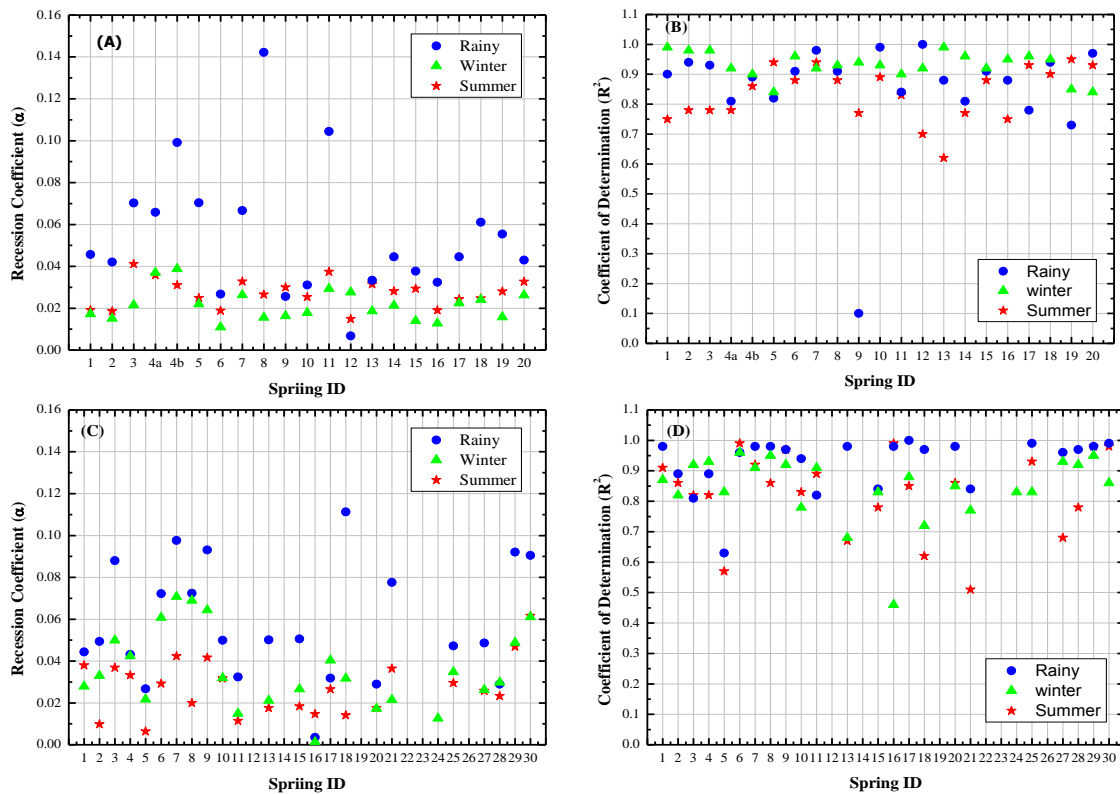 (A)
Rainy
Winter
Summer
0.16
0.14
0.12
0.10
0.08
0.06
0.04
0.02
0.00
Recession Coefficient (α)
1 2 3 4a 4b 5 6 7 8 9 10 11 12 13 14 15 16 17 18 19 20
Spriing ID
(B)
1.1
1.0
0.9
0.8
0.7
0.6
0.5
0.4
0.3
0.2
0.1
0.0
Coefficient of Determination (R²)
Rainy
winter
Summer
1 2 3 4a 4b 5 6 7 8 9 10 11 12 13 14 15 16 17 18 19 20
Spring ID
(C)
Rainy
Winter
Summer
0.16
0.14
0.12
0.10
0.08
0.06
0.04
0.02
0.00
Recession Coefficient (α)
1 2 3 4 5 6 7 8 9 10 11 12 13 14 15 16 17 18 19 20 21 22 23 24 25 26 27 28 29 30
Spriing ID
(D)
1.1
1.0
0.9
0.8
0.7
0.6
0.5
0.4
0.3
0.2
0.1
0.0
Coefficient of Determination (R²)
Rainy
winter
Summer
1 2 3 4 5 6 7 8 9 10 11 12 13 14 15 16 17 18 19 20 21 22 23 24 25 26 27 28 29 30
Spring ID